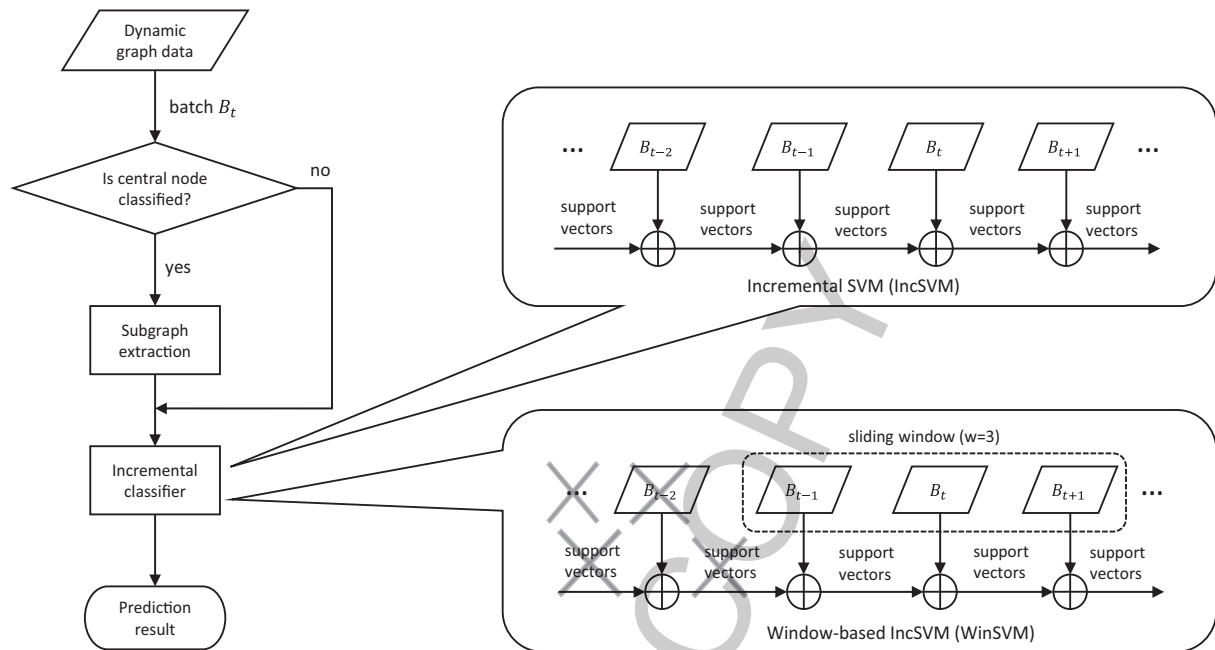 Dynamic
graph data
batch B_t
Is central node
classified?
no
yes
Subgraph
extraction
Incremental
classifier
Prediction
result
... B_{t-2} B_{t-1} B_t B_{t+1} ...
support support support support support
vectors vectors vectors vectors vectors
Incremental SVM (IncSVM)
sliding window (w=3)
... B_{t-2} B_{t-1} B_t B_{t+1} ...
support support support support support
vectors vectors vectors vectors vectors
Window-based IncSVM (WinSVM)
COPY